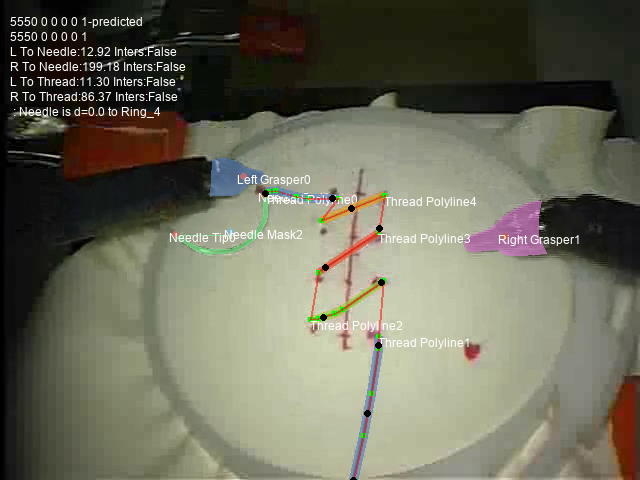 5550 0 0 0 0 1-predicted
5550 0 0 0 0 1
L To Needle:12.92 Inters:False
R To Needle:199.18 Inters:False
L To Thread:11.30 Inters:False
R To Thread:86.37 Inters:False
: Needle is d=0.0 to Ring_4
Left Grasper0
Thread Polyline0
Thread Polyline4
Needle Tip0
Needle Mask2
Thread Polyline3
Right Grasper1
Thread Polyline2
Thread Polyline1